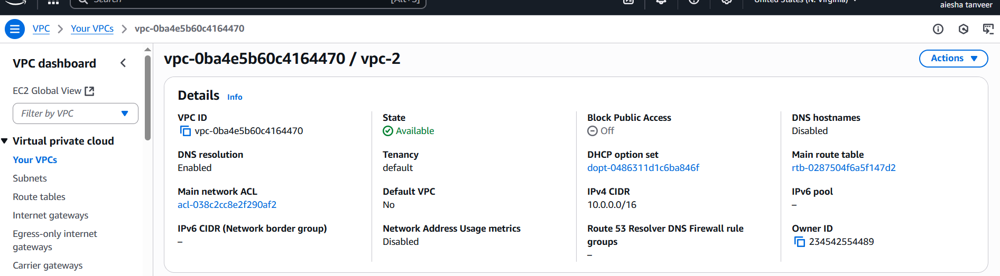 Search [Alt+S] United States (N. Virginia)
aiesha tanveer
VPC Your VPCs vpc-0ba4e5b60c4164470
VPC dashboard
EC2 Global View
Filter by VPC
Virtual private cloud
Your VPCs
Subnets
Route tables
Internet gateways
Egress-only internet
gateways
Carrier gateways
vpc-0ba4e5b60c4164470 / vpc-2
Actions
Details Info
VPC ID
vpc-0ba4e5b60c4164470
State
Available
Block Public Access
Off
DNS hostnames
Disabled
DNS resolution
Enabled
Tenancy
default
DHCP option set
dopt-0486311d1c6ba846f
Main route table
rtb-0287504f6a5f147d2
Main network ACL
acl-038c2cc8e2f290af2
Default VPC
No
IPv4 CIDR
10.0.0.0/16
IPv6 pool
–
IPv6 CIDR (Network border group)
–
Network Address Usage metrics
Disabled
Route 53 Resolver DNS Firewall rule
groups
–
Owner ID
234542554489